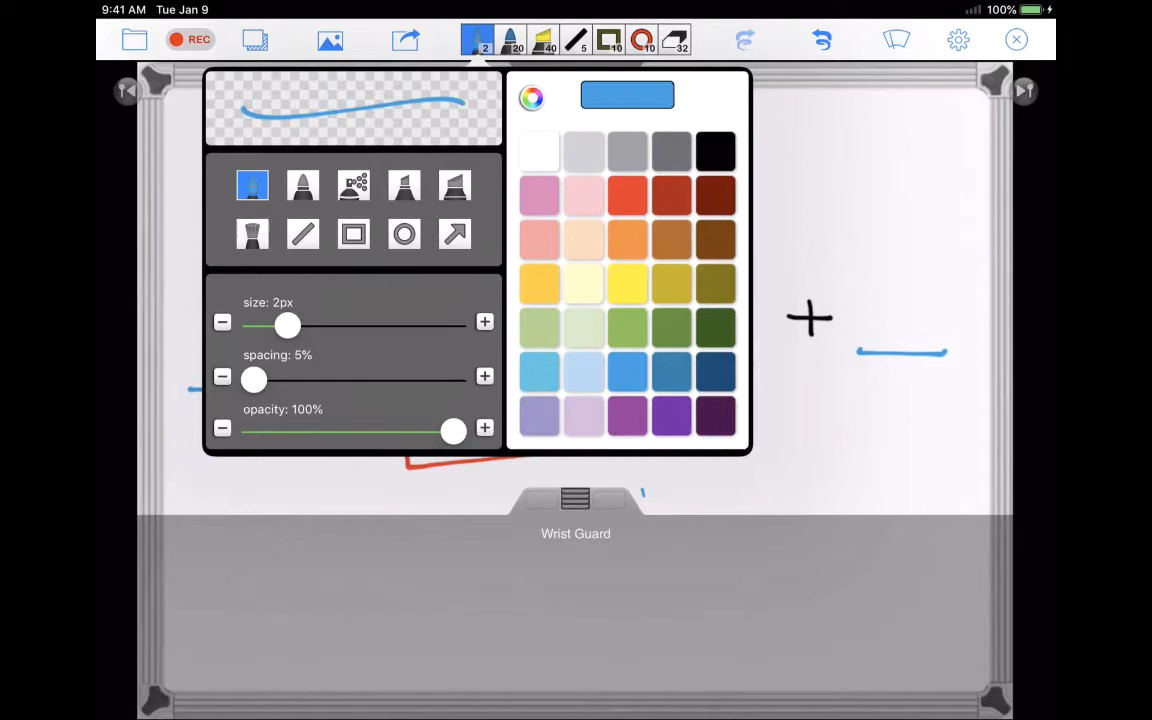 9:41 AM Tue Jan 9 100%
REC 2 20 40 5 10 10 32
size: 2px
spacing: 5%
opacity: 100%
+
Wrist Guard